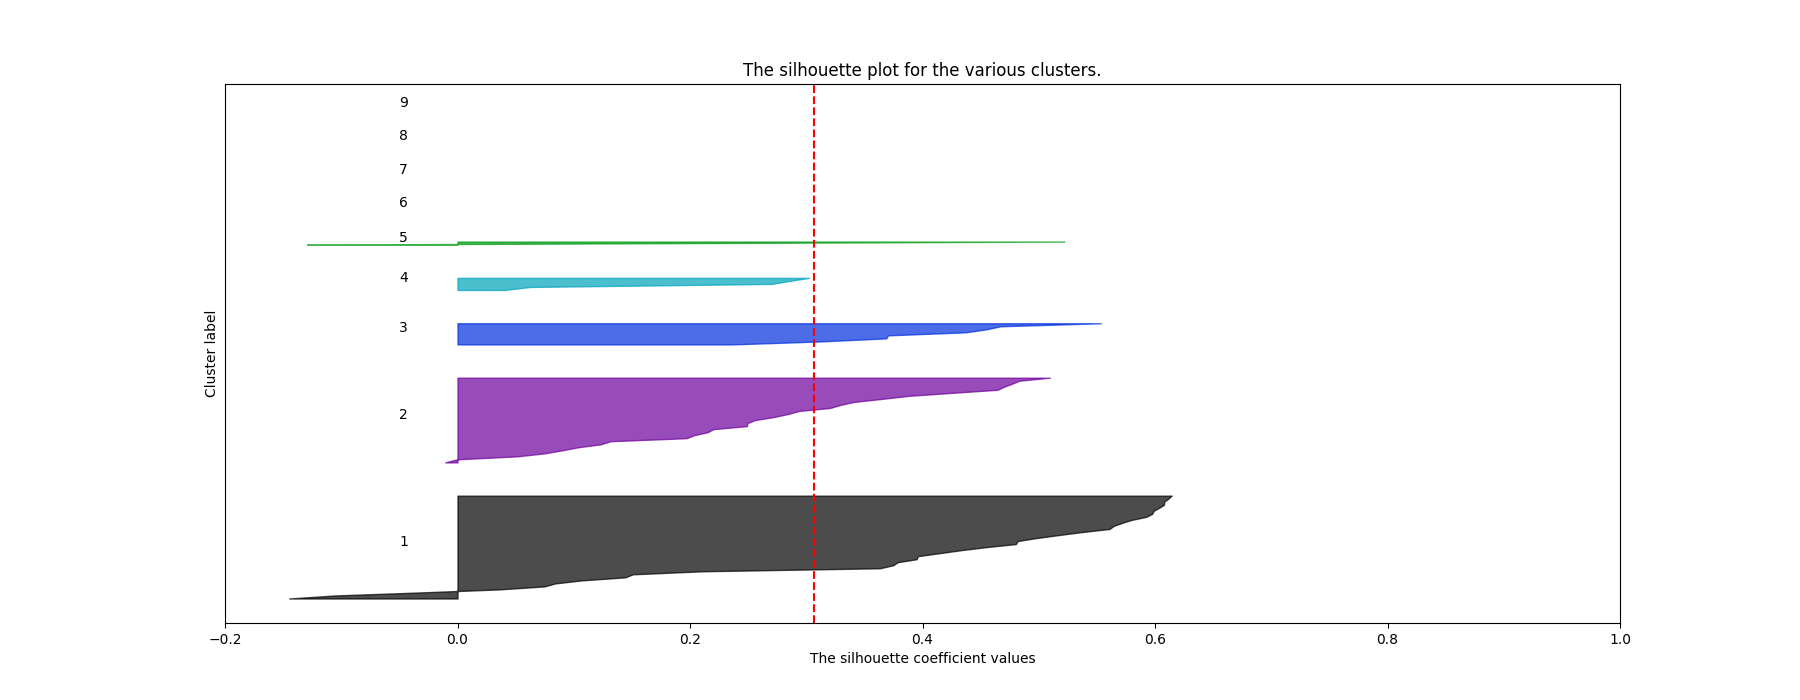 The silhouette plot for the various clusters.
9
8
7
6
5
4
3
2
1
Cluster label
−0.2 0.0 0.2 0.4 0.6 0.8 1.0
The silhouette coefficient values